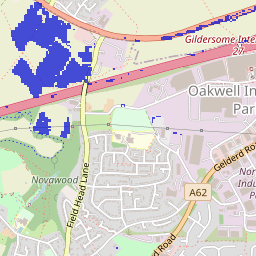 Gildersome Inte
27
Oakwell In
Par
Gelderd Ro
Novawood
Field Head Lane
Nor
Indu
P
A62
d Road